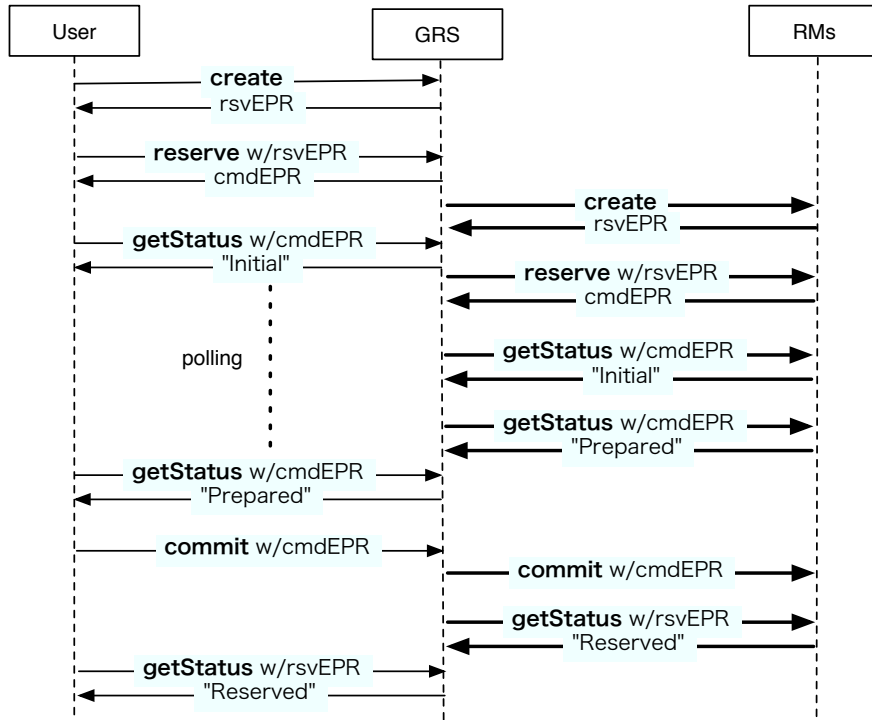 User
GRS
RMs
create
rsvEPR
reserve w/rsvEPR
cmdEPR
create
rsvEPR
getStatus w/cmdEPR
"Initial"
reserve w/rsvEPR
cmdEPR
polling
getStatus w/cmdEPR
"Initial"
getStatus w/cmdEPR
"Prepared"
getStatus w/cmdEPR
"Prepared"
commit w/cmdEPR
commit w/cmdEPR
getStatus w/rsvEPR
"Reserved"
getStatus w/rsvEPR
"Reserved"